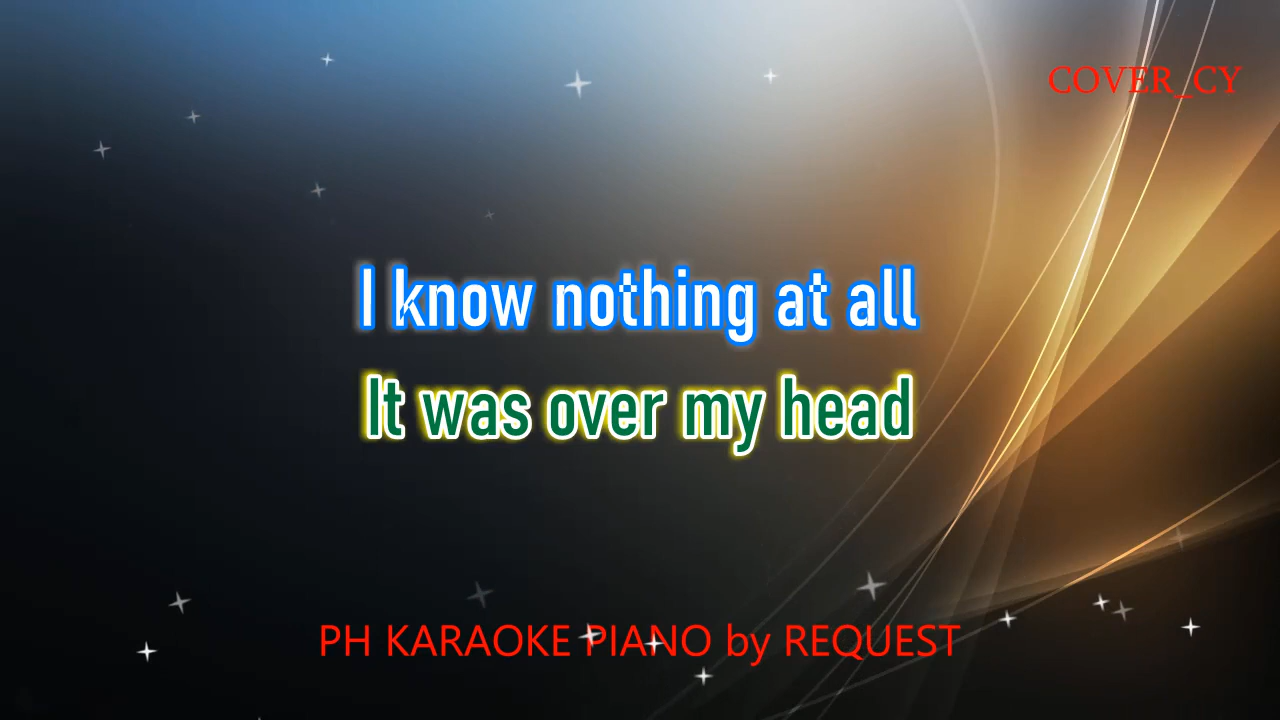 COVER_CY
I know nothing at all
It was over my head
PH KARAOKE PIANO by REQUEST